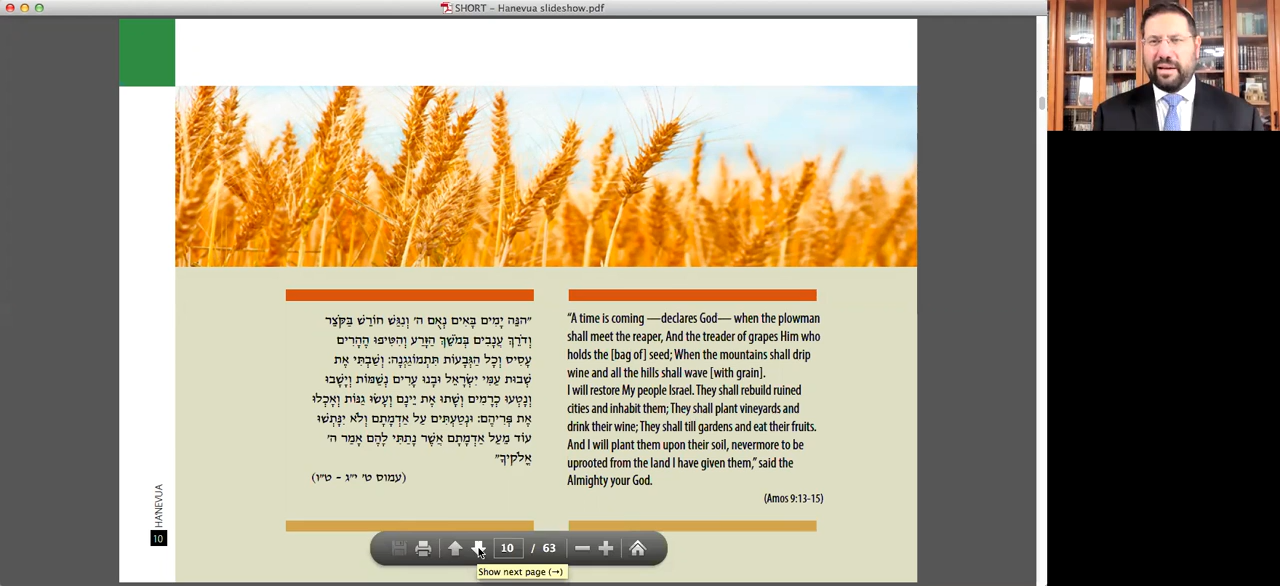 SHORT - Hanevua slideshow.pdf
"הִנֵּה יָמִים בָּאִים נְאֻם ה' וְנִגַּשׁ חוֹרֵשׁ בַּקֹּצֵר
וְדֹרֵךְ עֲנָבִים בְּמֹשֵׁךְ הַזָּרַע וְהִטִּיפוּ הֶהָרִים
עָסִיס וְכָל הַגְּבָעוֹת תִּתְמוֹגַגְנָה: וְשַׁבְתִּי אֶת
שְׁבוּת עַמִּי יִשְׂרָאֵל וּבָנוּ עָרִים נְשַׁמּוֹת וְיָשָׁבוּ
וְנָטְעוּ כְרָמִים וְשָׁתוּ אֶת יֵינָם וְעָשׂוּ גַנּוֹת וְאָכְלוּ
אֶת פְּרִיהֶם: וּנְטַעְתִּים עַל אַדְמָתָם וְלֹא יִנָּתְשׁוּ
עוֹד מֵעַל אַדְמָתָם אֲשֶׁר נָתַתִּי לָהֶם אָמַר ה'
אֱלֹקֶיךָ"
(עמוס ט' י"ג - ט"ו)
"A time is coming —declares God— when the plowman
shall meet the reaper, And the treader of grapes Him who
holds the [bag of] seed; When the mountains shall drip
wine and all the hills shall wave [with grain].
I will restore My people Israel. They shall rebuild ruined
cities and inhabit them; They shall plant vineyards and
drink their wine; They shall till gardens and eat their fruits.
And I will plant them upon their soil, nevermore to be
uprooted from the land I have given them," said the
Almighty your God.
(Amos 9:13-15)
HANEVUA
10
10 / 63
Show next page (→)